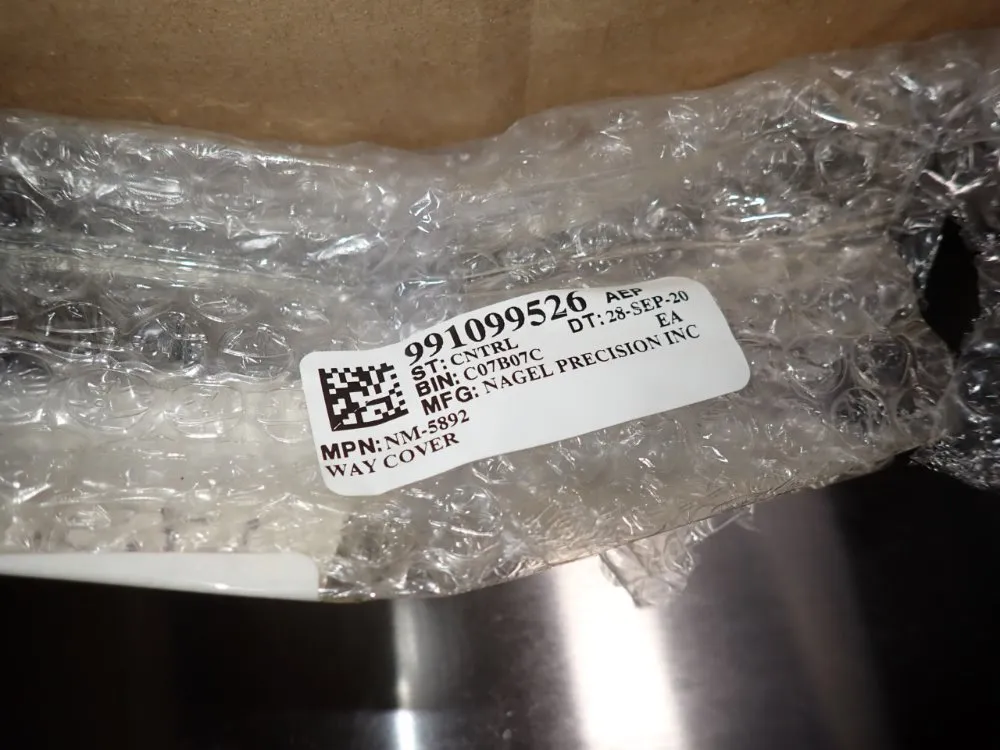 991099526 AEP
ST: CNTRL DT: 28-SEP-20
BIN: C07B07C EA
MFG: NAGEL PRECISION INC
MPN: NM-5892
WAY COVER